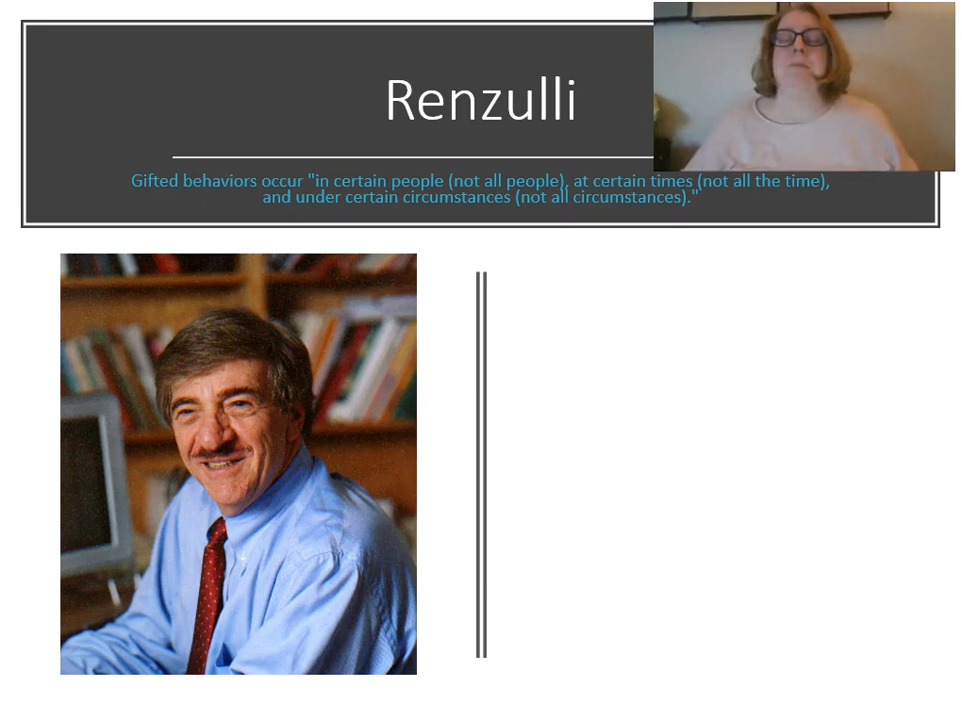 Renzulli
Gifted behaviors occur "in certain people (not all people), at certain times (not all the time),
and under certain circumstances (not all circumstances)."